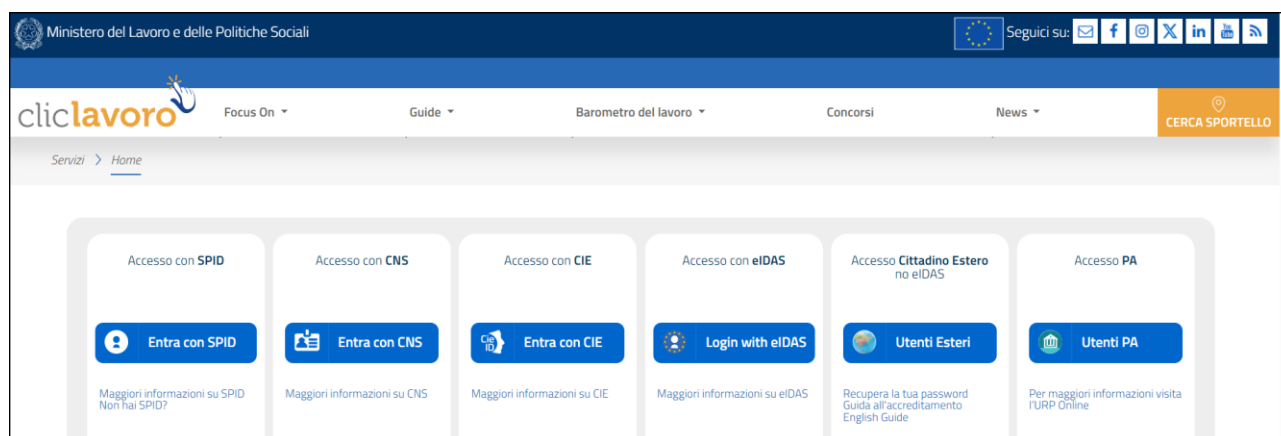 Ministero del Lavoro e delle Politiche Sociali
Seguici su:
cliclavoro
Focus On
Guide
Barometro del lavoro
Concorsi
News
CERCA SPORTELLO
Servizi > Home
Accesso con SPID
Entra con SPID
Maggiori informazioni su SPID
Non hai SPID?
Accesso con CNS
Entra con CNS
Maggiori informazioni su CNS
Accesso con CIE
Cie ID
Entra con CIE
Maggiori informazioni su CIE
Accesso con eIDAS
Login with eIDAS
Maggiori informazioni su eIDAS
Accesso Cittadino Estero
no eIDAS
Utenti Esteri
Recupera la tua password
Guida all'accreditamento
English Guide
Accesso PA
Utenti PA
Per maggiori informazioni visita
l'URP Online